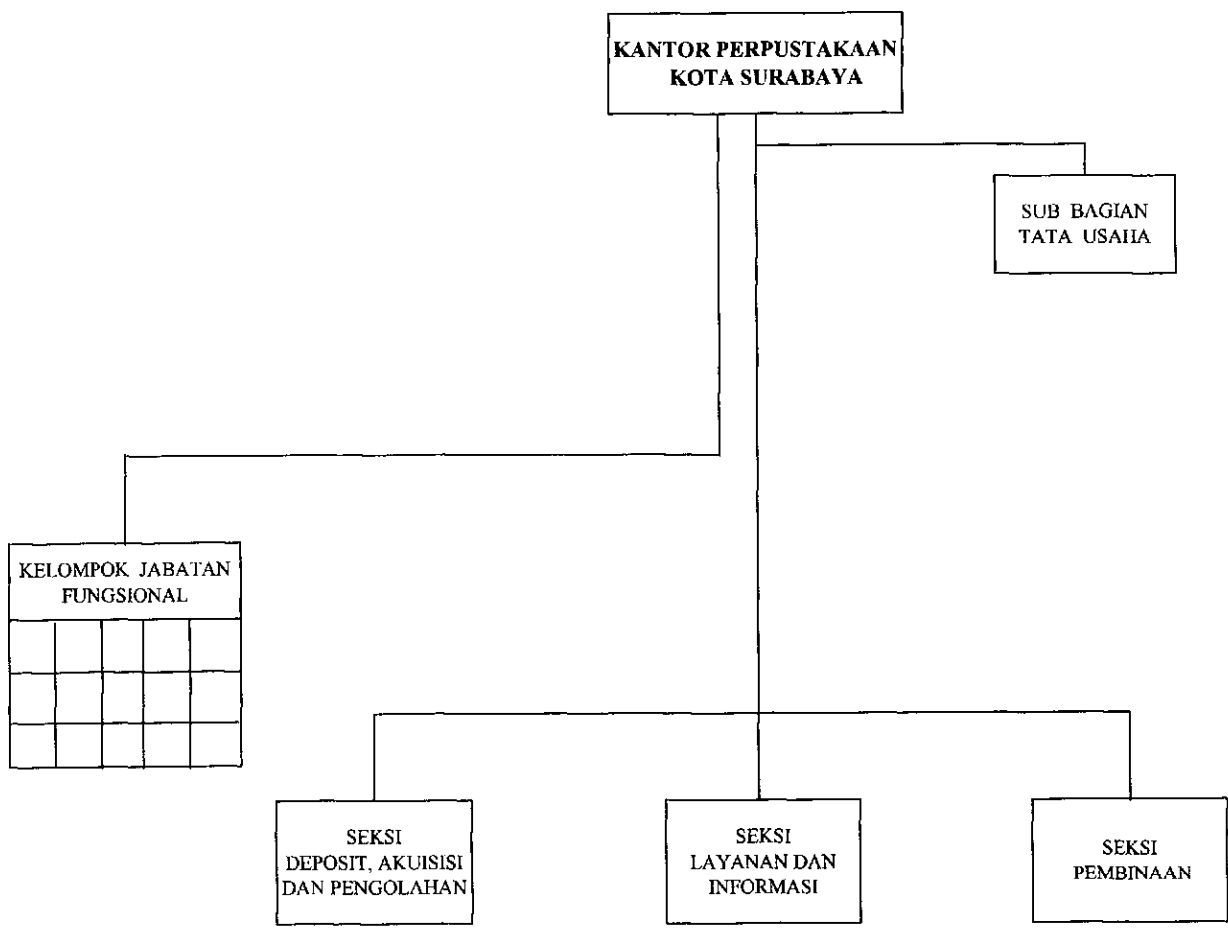 KANTOR PERPUSTAKAAN
KOTA SURABAYA
SUB BAGIAN
TATA USAHA
KELOMPOK JABATAN
FUNGSIONAL
SEKSI
DEPOSIT, AKUISISI
DAN PENGOLAHAN
SEKSI
LAYANAN DAN
INFORMASI
SEKSI
PEMBINAAN